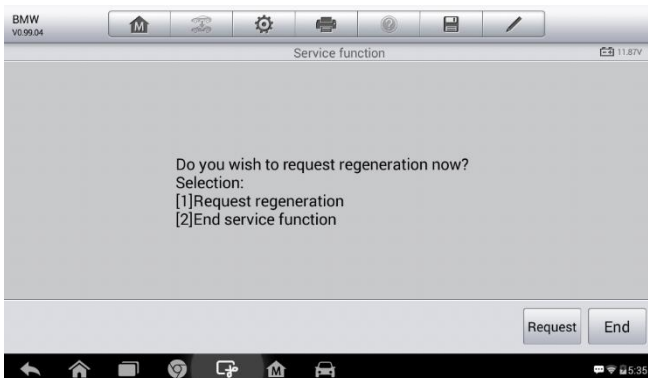 BMW
V0.99.04
M
Service function
11.87V
Do you wish to request regeneration now?
Selection:
[1]Request regeneration
[2]End service function
Request
End
M
5:35